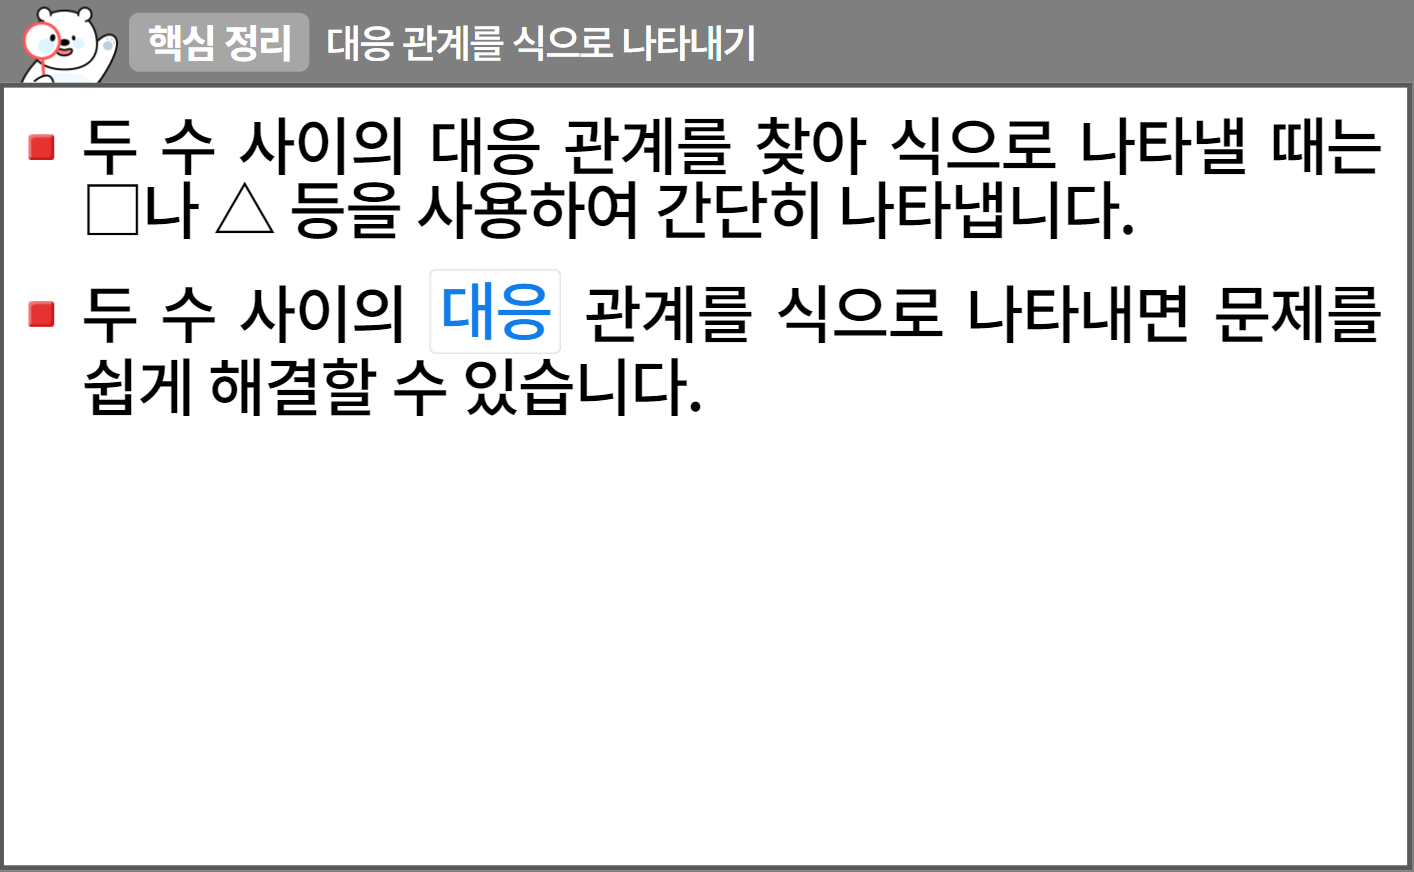 핵심 정리 대응 관계를 식으로 나타내기
두 수 사이의 대응 관계를 찾아 식으로 나타낼 때는
□나 △ 등을 사용하여 간단히 나타냅니다.
두 수 사이의 대응 관계를 식으로 나타내면 문제를
쉽게 해결할 수 있습니다.